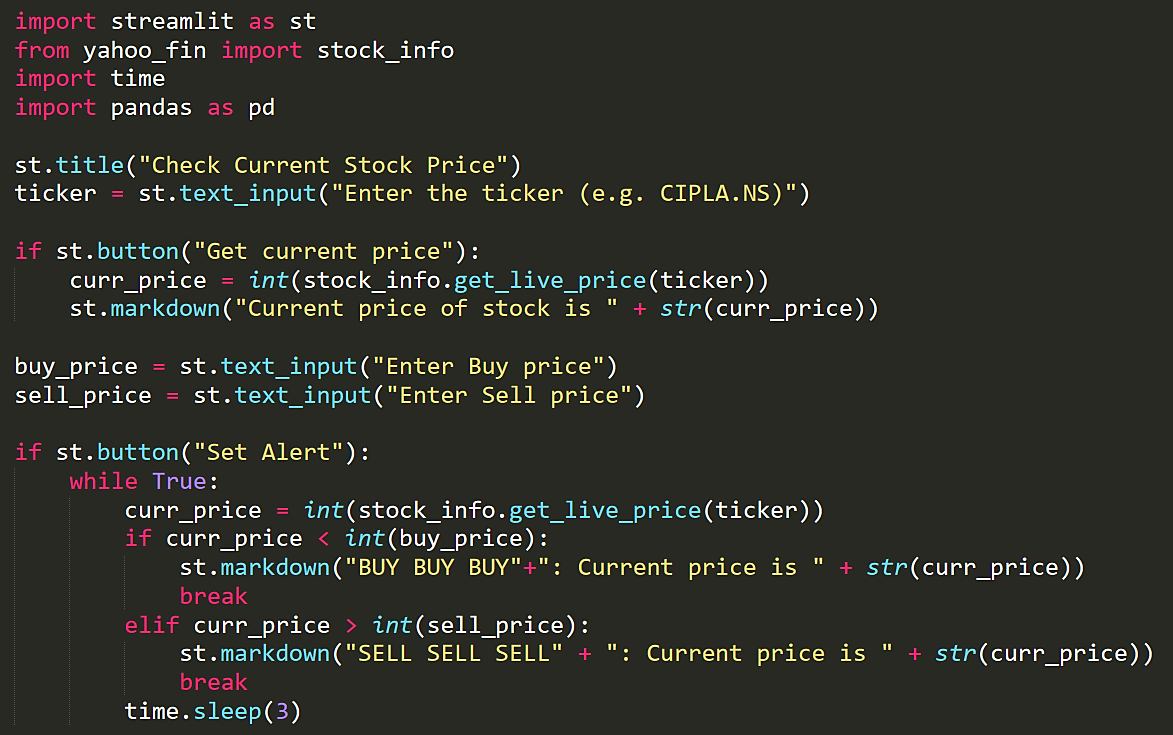 import streamlit as st
from yahoo_fin import stock_info
import time
import pandas as pd

st.title("Check Current Stock Price")
ticker = st.text_input("Enter the ticker (e.g. CIPLA.NS)")

if st.button("Get current price"):
    curr_price = int(stock_info.get_live_price(ticker))
    st.markdown("Current price of stock is " + str(curr_price))

buy_price = st.text_input("Enter Buy price")
sell_price = st.text_input("Enter Sell price")

if st.button("Set Alert"):
    while True:
        curr_price = int(stock_info.get_live_price(ticker))
        if curr_price < int(buy_price):
            st.markdown("BUY BUY BUY"+": Current price is " + str(curr_price))
            break
        elif curr_price > int(sell_price):
            st.markdown("SELL SELL SELL" + ": Current price is " + str(curr_price))
            break
        time.sleep(3)